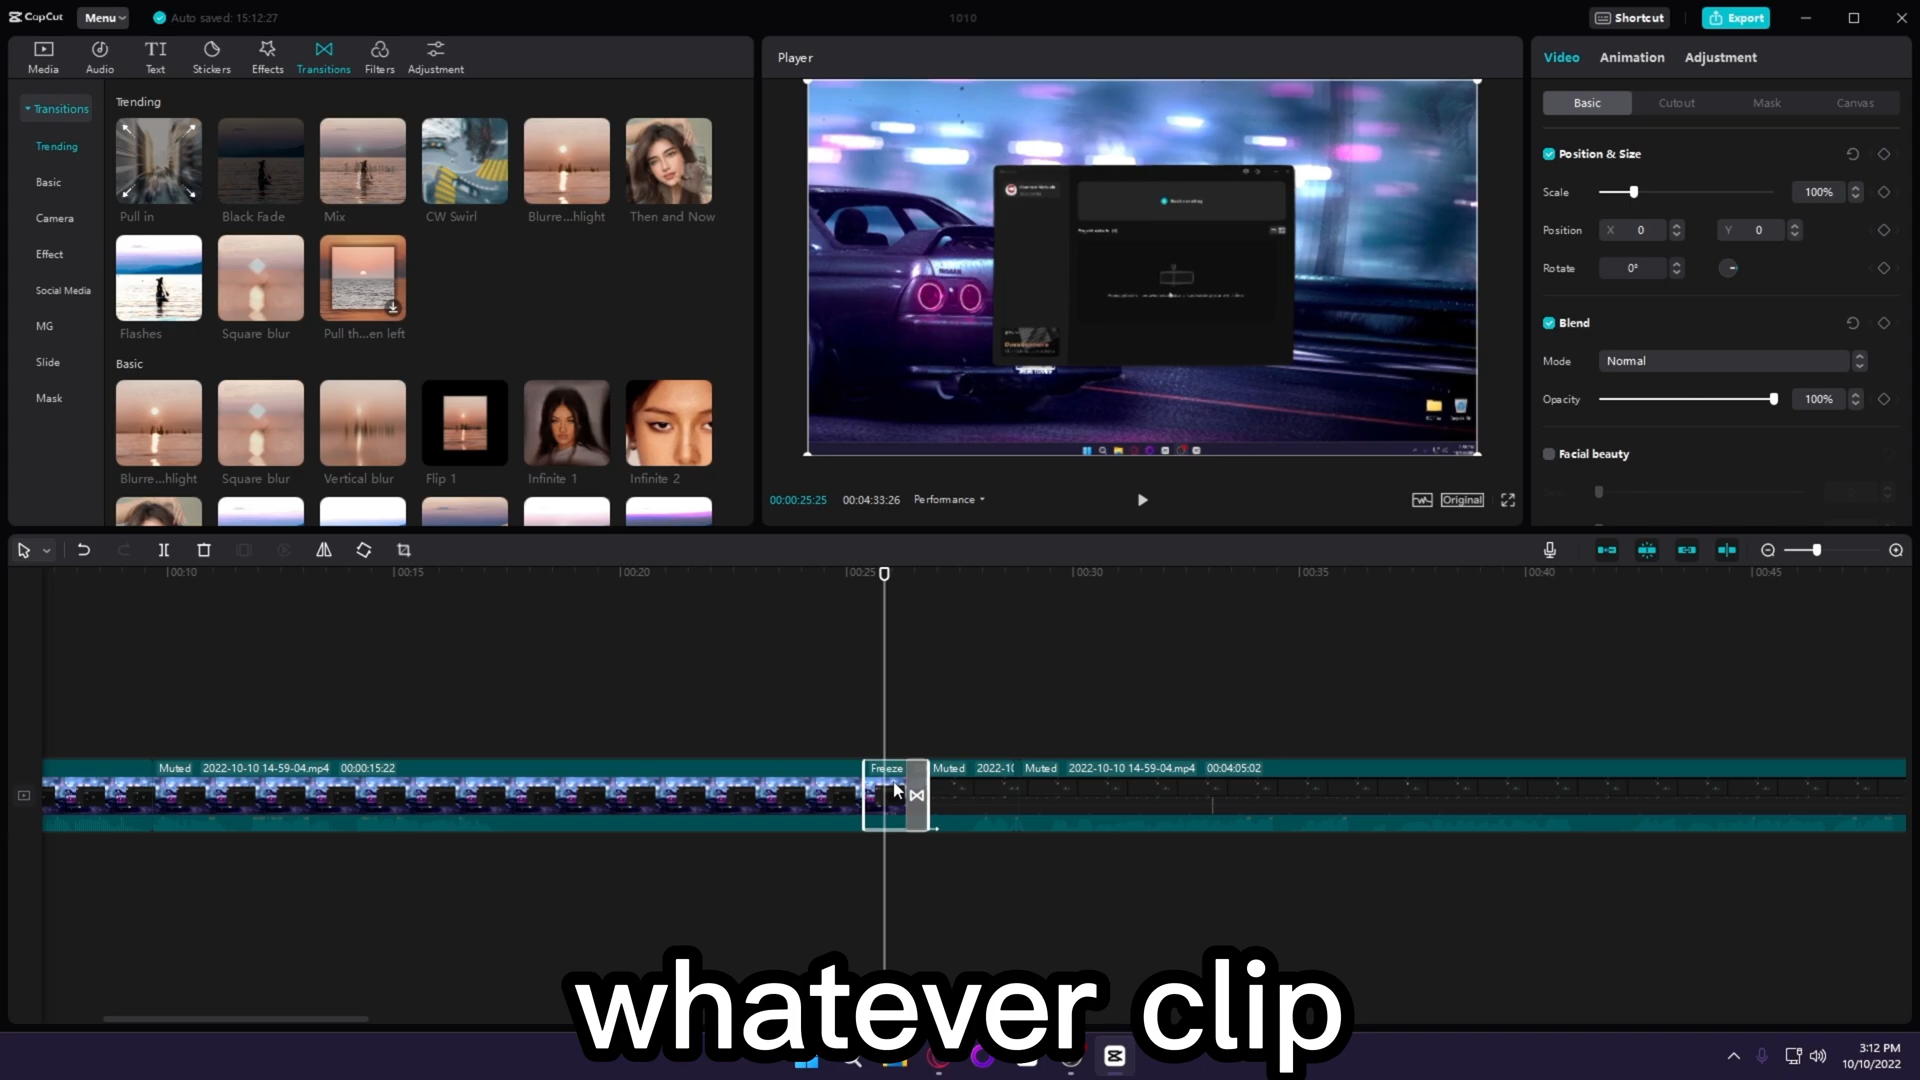 CapCut
Menu
Auto saved: 15:12:27
1010
Shortcut
Export
Media
Audio
TI
Text
Stickers
Effects
Transitions
Filters
Adjustment
Transitions
Trending
Basic
Camera
Effect
Social Media
MG
Slide
Mask
Trending
Pull in
Black Fade
Mix
CW Swirl
Blurre...hlight
Then and Now
Flashes
Square blur
Pull th...en left
Basic
Blurre...hlight
Square blur
Vertical blur
Flip 1
Infinite 1
Infinite 2
Player
00:00:25:25
00:04:33:26
Performance
Original
Video
Animation
Adjustment
Basic
Cutout
Mask
Canvas
Position & Size
Scale
100%
Position
X 0
Y 0
Rotate
0°
Blend
Mode
Normal
Opacity
100%
Facial beauty
00:10
00:15
00:20
00:25
00:30
00:35
00:40
00:45
Muted 2022-10-10 14-59-04.mp4 00:00:15:22
Freeze
Muted 2022-10
Muted 2022-10-10 14-59-04.mp4 00:04:05:02
whatever clip
3:12 PM
10/10/2022